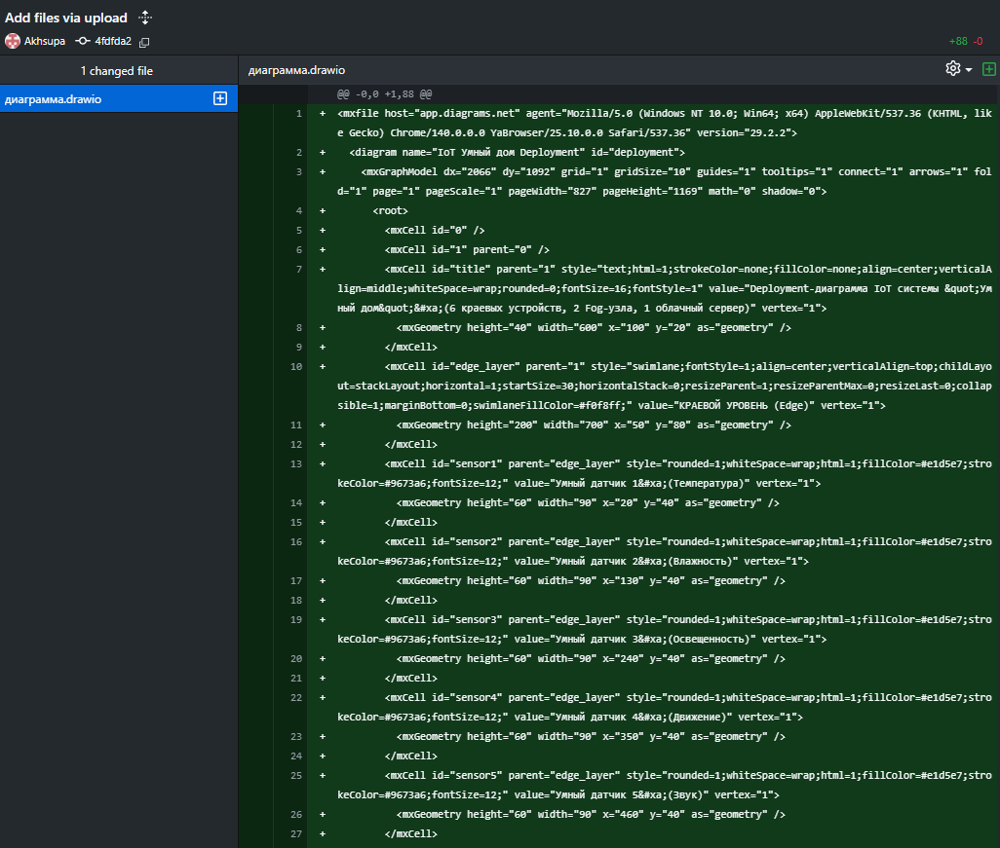 Add files via upload
Akhsupa 4fdfda2
+88 -0
1 changed file
диаграмма.drawio
диаграмма.drawio
@@ -0,0 +1,88 @@
1 + <mxfile host="app.diagrams.net" agent="Mozilla/5.0 (Windows NT 10.0; Win64; x64) AppleWebKit/537.36 (KHTML, lik
e Gecko) Chrome/140.0.0.0 YaBrowser/25.10.0.0 Safari/537.36" version="29.2.2">
2 + <diagram name="IoT Умный дом Deployment" id="deployment">
3 + <mxGraphModel dx="2066" dy="1092" grid="1" gridSize="10" guides="1" tooltips="1" connect="1" arrows="1" fol
d="1" page="1" pageScale="1" pageWidth="827" pageHeight="1169" math="0" shadow="0">
4 + <root>
5 + <mxCell id="0" />
6 + <mxCell id="1" parent="0" />
7 + <mxCell id="title" parent="1" style="text;html=1;strokeColor=none;fillColor=none;align=center;verticalA
lign=middle;whiteSpace=wrap;rounded=0;fontSize=16;fontStyle=1" value="Deployment-диаграмма IoT системы &quot;Ум
ный дом&quot;&#xa;(6 краевых устройств, 2 Fog-узла, 1 облачный сервер)" vertex="1">
8 + <mxGeometry height="40" width="600" x="100" y="20" as="geometry" />
9 + </mxCell>
10 + <mxCell id="edge_layer" parent="1" style="swimlane;fontStyle=1;align=center;verticalAlign=top;childLayo
ut=stackLayout;horizontal=1;startSize=30;horizontalStack=0;resizeParent=1;resizeParentMax=0;resizeLast=0;collap
sible=1;marginBottom=0;swimlaneFillColor=#f0f8ff;" value="КРАЕВОЙ УРОВЕНЬ (Edge)" vertex="1">
11 + <mxGeometry height="200" width="700" x="50" y="80" as="geometry" />
12 + </mxCell>
13 + <mxCell id="sensor1" parent="edge_layer" style="rounded=1;whiteSpace=wrap;html=1;fillColor=#e1d5e7;stro
keColor=#9673a6;fontSize=12;" value="Умный датчик 1&#xa;(Температура)" vertex="1">
14 + <mxGeometry height="60" width="90" x="20" y="40" as="geometry" />
15 + </mxCell>
16 + <mxCell id="sensor2" parent="edge_layer" style="rounded=1;whiteSpace=wrap;html=1;fillColor=#e1d5e7;stro
keColor=#9673a6;fontSize=12;" value="Умный датчик 2&#xa;(Влажность)" vertex="1">
17 + <mxGeometry height="60" width="90" x="130" y="40" as="geometry" />
18 + </mxCell>
19 + <mxCell id="sensor3" parent="edge_layer" style="rounded=1;whiteSpace=wrap;html=1;fillColor=#e1d5e7;stro
keColor=#9673a6;fontSize=12;" value="Умный датчик 3&#xa;(Освещенность)" vertex="1">
20 + <mxGeometry height="60" width="90" x="240" y="40" as="geometry" />
21 + </mxCell>
22 + <mxCell id="sensor4" parent="edge_layer" style="rounded=1;whiteSpace=wrap;html=1;fillColor=#e1d5e7;stro
keColor=#9673a6;fontSize=12;" value="Умный датчик 4&#xa;(Движение)" vertex="1">
23 + <mxGeometry height="60" width="90" x="350" y="40" as="geometry" />
24 + </mxCell>
25 + <mxCell id="sensor5" parent="edge_layer" style="rounded=1;whiteSpace=wrap;html=1;fillColor=#e1d5e7;stro
keColor=#9673a6;fontSize=12;" value="Умный датчик 5&#xa;(Звук)" vertex="1">
26 + <mxGeometry height="60" width="90" x="460" y="40" as="geometry" />
27 + </mxCell>